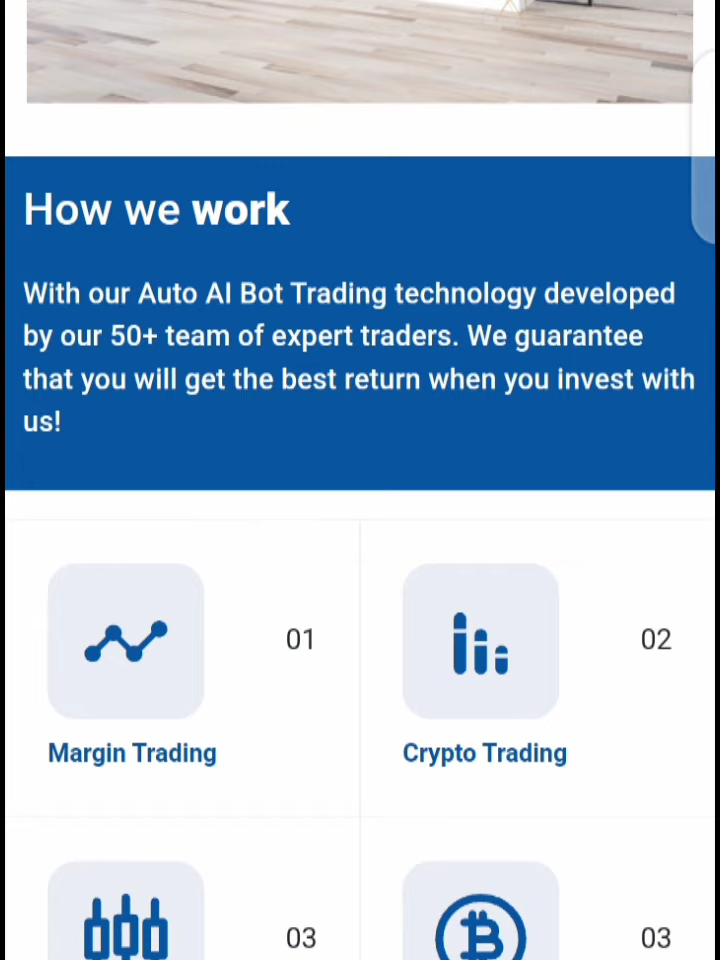 How we work
With our Auto AI Bot Trading technology developed
by our 50+ team of expert traders. We guarantee
that you will get the best return when you invest with
us!
01
02
Margin Trading
Crypto Trading
03
03